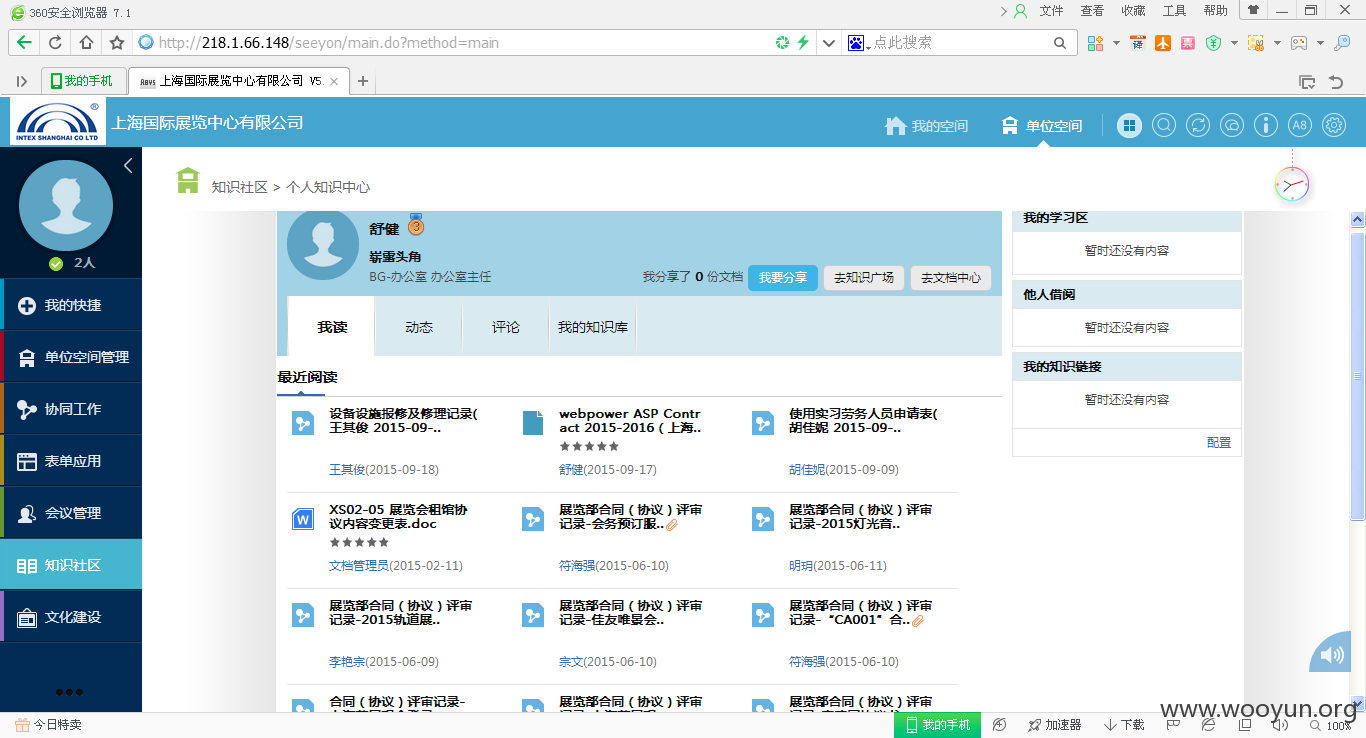 360安全浏览器 7.1
文件 查看 收藏 工具 帮助
http://218.1.66.148/seeyon/main.do?method=main
点此搜索
译
票
我的手机
上海国际展览中心有限公司 V5.
INTEX SHANGHAI CO LTD
上海国际展览中心有限公司
我的空间
单位空间
A8
知识社区 > 个人知识中心
2人
我的快捷
单位空间管理
协同工作
表单应用
会议管理
知识社区
文化建设
舒健
3
崭露头角
BG-办公室 办公室主任
我分享了 0 份文档
我要分享
去知识广场
去文档中心
我读
动态
评论
我的知识库
最近阅读
设备设施报修及修理记录(
王其俊 2015-09-..
王其俊(2015-09-18)
webpower ASP Contr
act 2015-2016 ( 上海..
★★★★★
舒健(2015-09-17)
使用实习劳务人员申请表(
胡佳妮 2015-09-..
胡佳妮(2015-09-09)
XS02-05 展览会租馆协
议内容变更表.doc
★★★★★
文档管理员(2015-02-11)
展览部合同 ( 协议 ) 评审
记录-会务预订服..
符海强(2015-06-10)
展览部合同 ( 协议 ) 评审
记录-2015灯光音..
明玥(2015-06-11)
展览部合同 ( 协议 ) 评审
记录-2015轨道展..
李艳宗(2015-06-09)
展览部合同 ( 协议 ) 评审
记录-佳友唯景会..
宗文(2015-06-10)
展览部合同 ( 协议 ) 评审
记录-“CA001”合..
符海强(2015-06-10)
合同 ( 协议 ) 评审记录-
展览部合同 ( 协议 ) 评审
展览部合同 ( 协议 ) 评审
我的学习区
暂时还没有内容
他人借阅
暂时还没有内容
我的知识链接
暂时还没有内容
配置
www.wooyun.org
今日特卖
我的手机
加速器
下载
100%